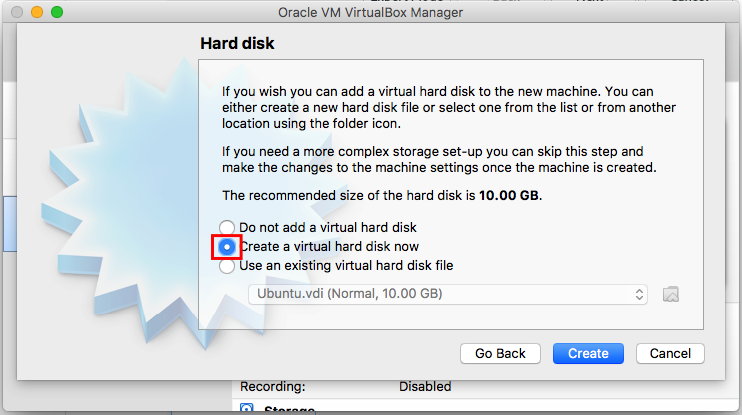 Oracle VM VirtualBox Manager
Hard disk
If you wish you can add a virtual hard disk to the new machine. You can
either create a new hard disk file or select one from the list or from another
location using the folder icon.
If you need a more complex storage set-up you can skip this step and
make the changes to the machine settings once the machine is created.
The recommended size of the hard disk is 10.00 GB.
Do not add a virtual hard disk
Create a virtual hard disk now
Use an existing virtual hard disk file
Ubuntu.vdi (Normal, 10.00 GB)
Go Back Create Cancel
Recording: Disabled
Storage